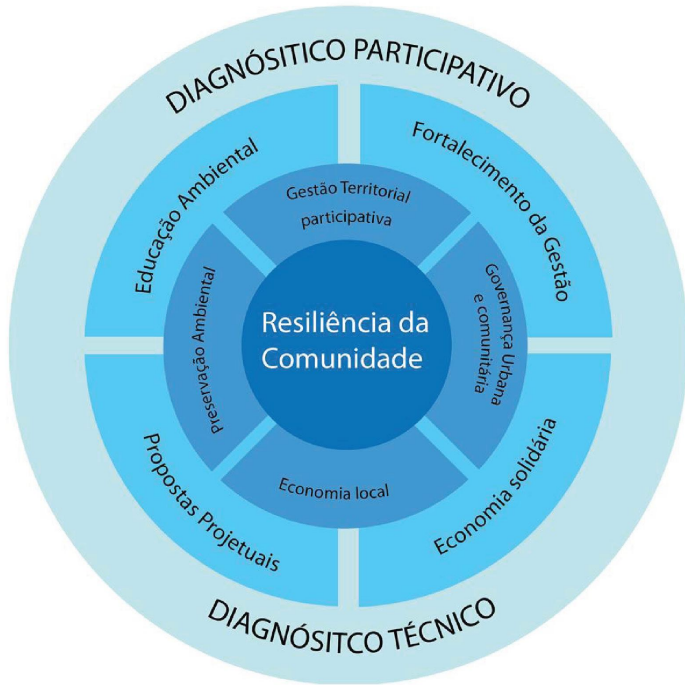 DIAGNÓSITICO PARTICIPATIVO
Educação Ambiental
Fortalecimento da Gestão
Gestão Territorial
participativa
Preservação Ambiental
Governança Urbana
e comunitária
Resiliência da
Comunidade
Economia local
Propostas Projetuais
Economia solidária
DIAGNÓSITCO TÉCNICO